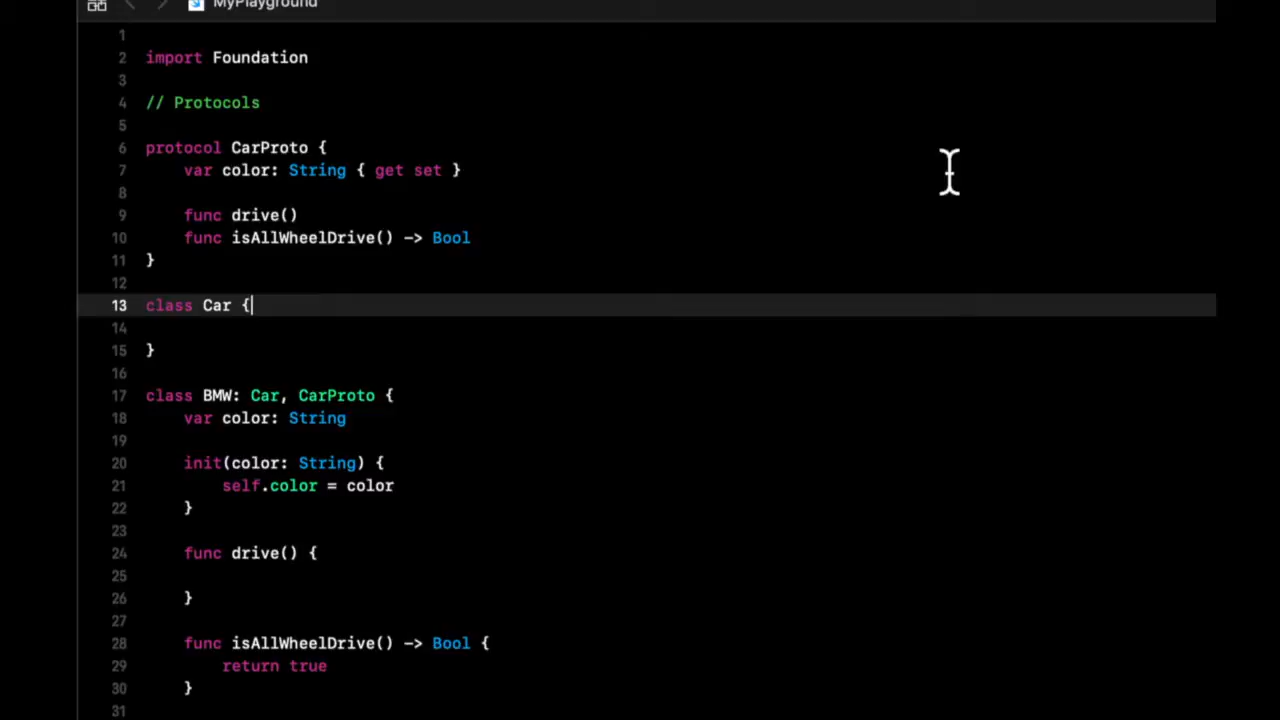 MyPlayground
1
2 import Foundation
3
4 // Protocols
5
6 protocol CarProto {
7     var color: String { get set }
8
9     func drive()
10     func isAllWheelDrive() -> Bool
11 }
12
13 class Car {
14
15 }
16
17 class BMW: Car, CarProto {
18     var color: String
19
20     init(color: String) {
21         self.color = color
22     }
23
24     func drive() {
25
26     }
27
28     func isAllWheelDrive() -> Bool {
29         return true
30     }
31